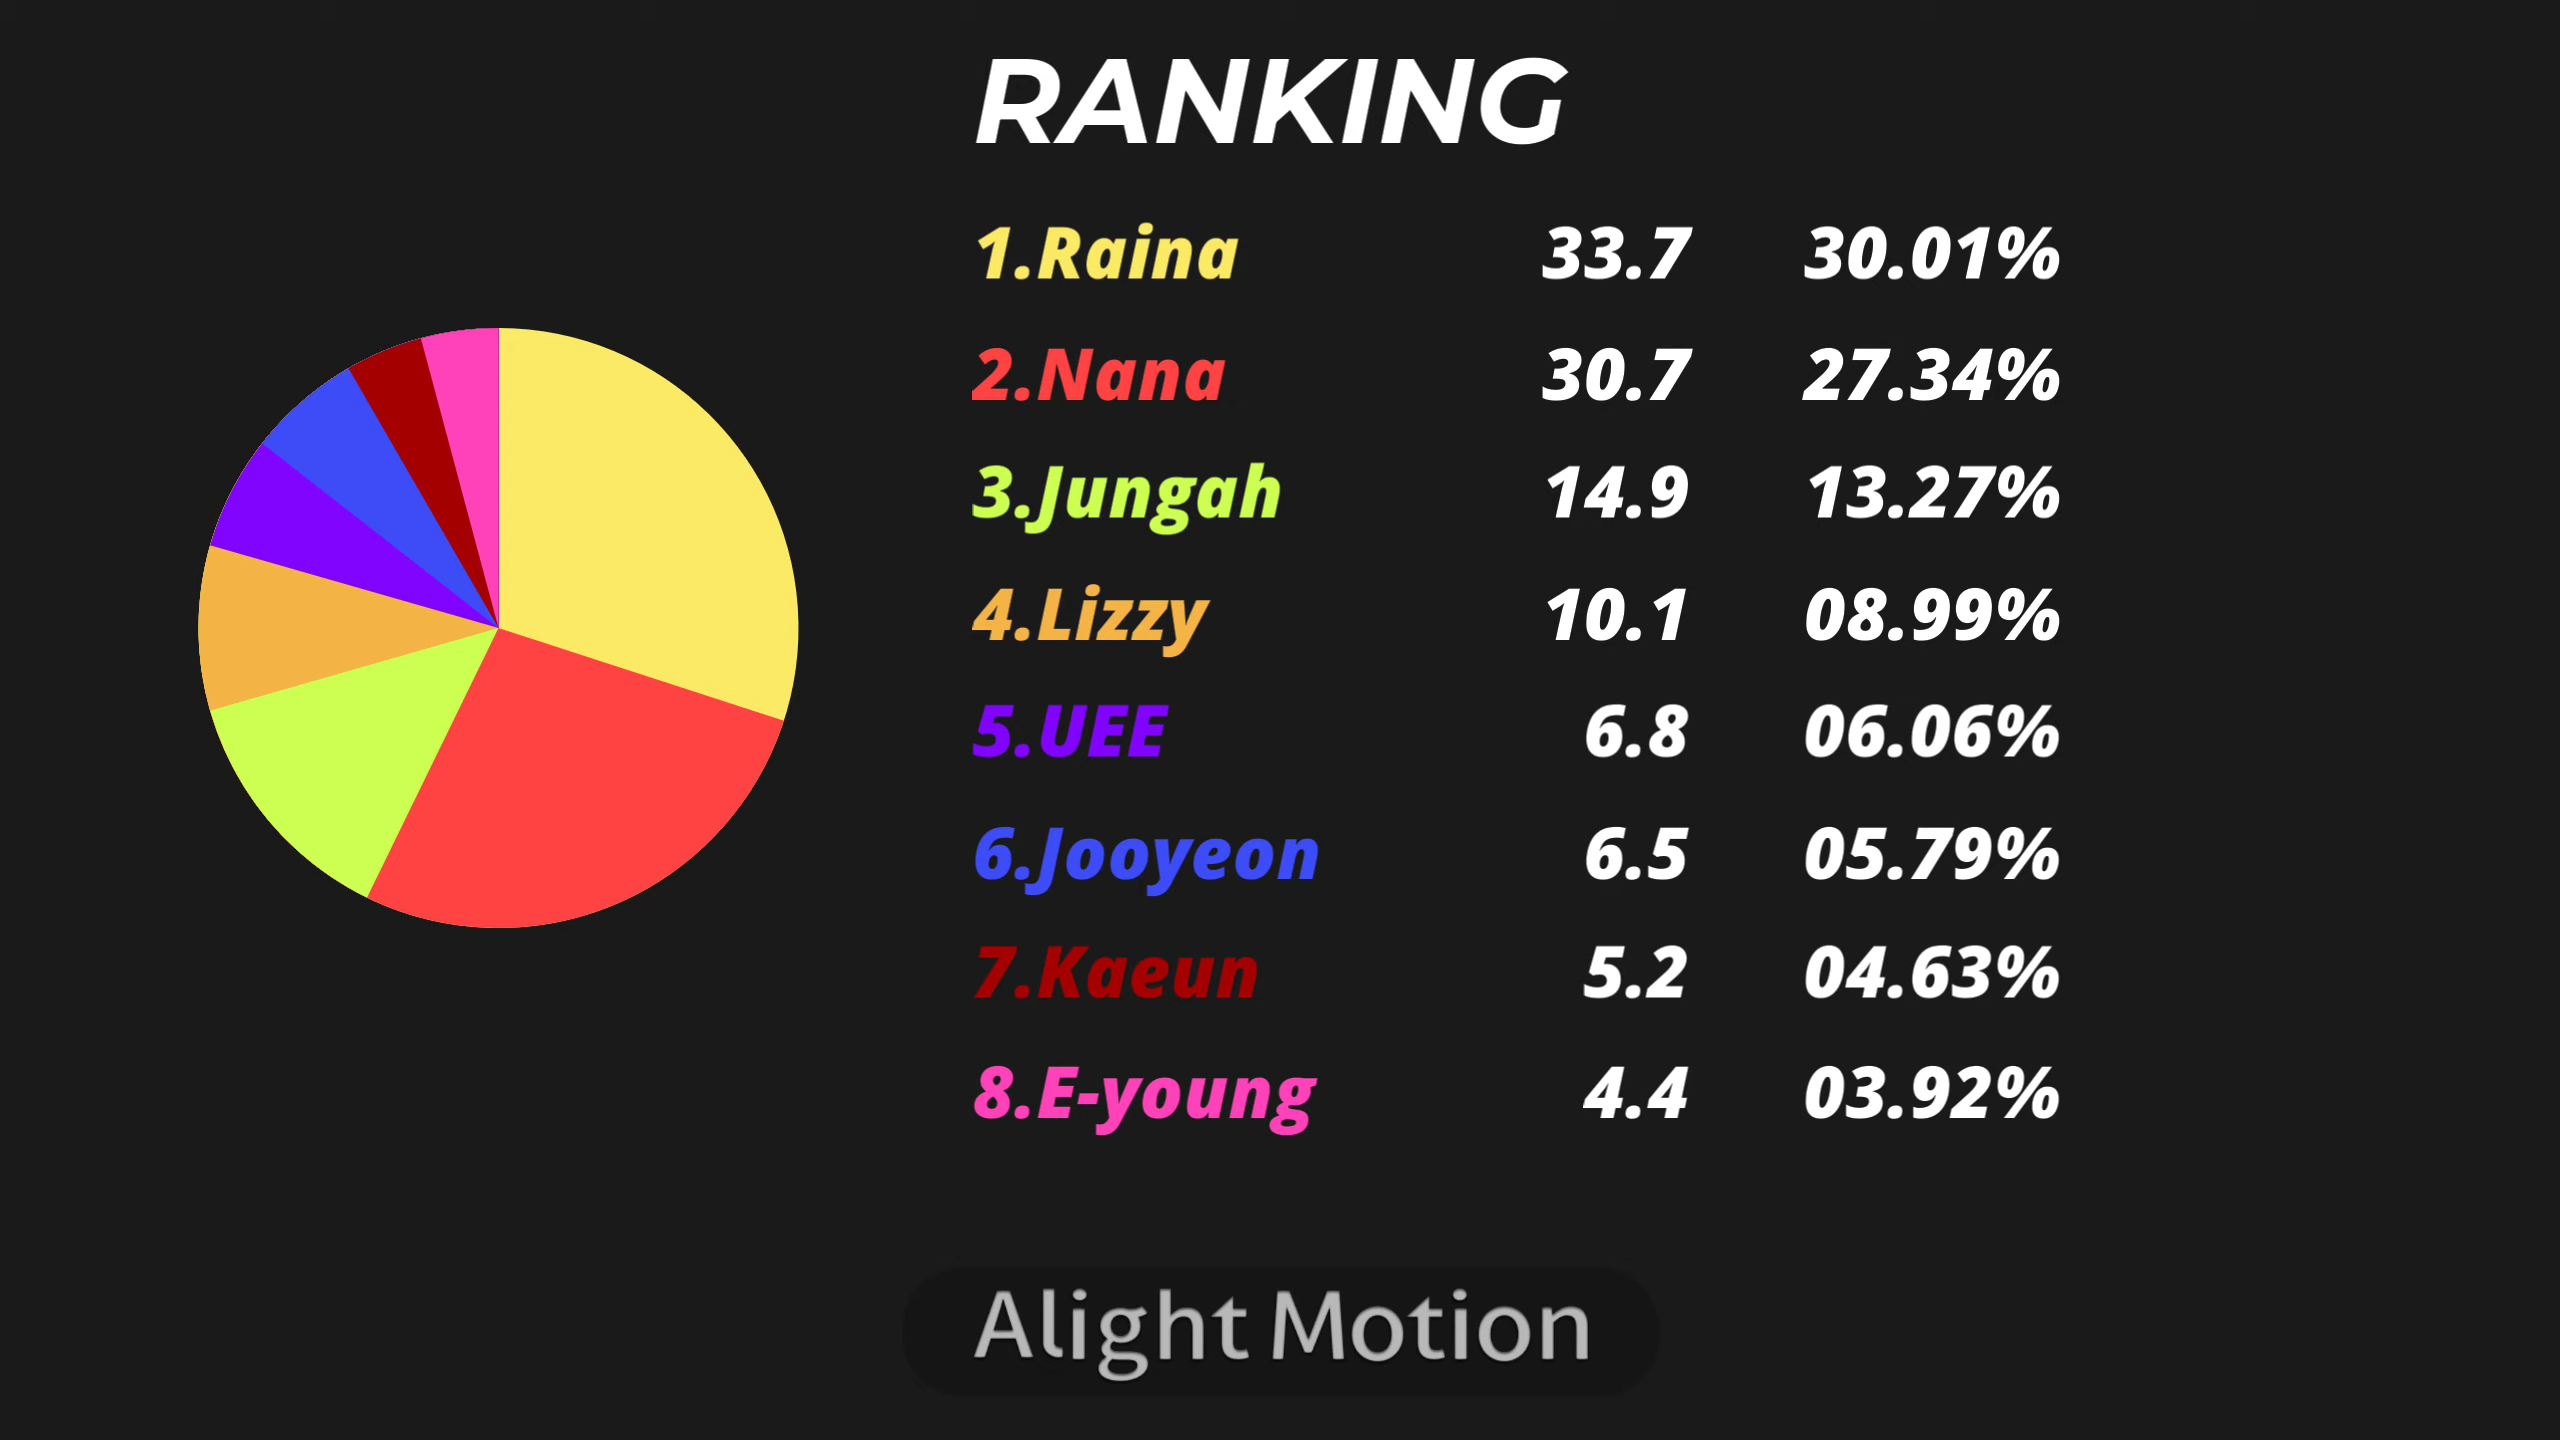 RANKING
1.Raina 33.7 30.01%
2.Nana 30.7 27.34%
3.Jungah 14.9 13.27%
4.Lizzy 10.1 08.99%
5.UEE 6.8 06.06%
6.Jooyeon 6.5 05.79%
7.Kaeun 5.2 04.63%
8.E-young 4.4 03.92%
Alight Motion